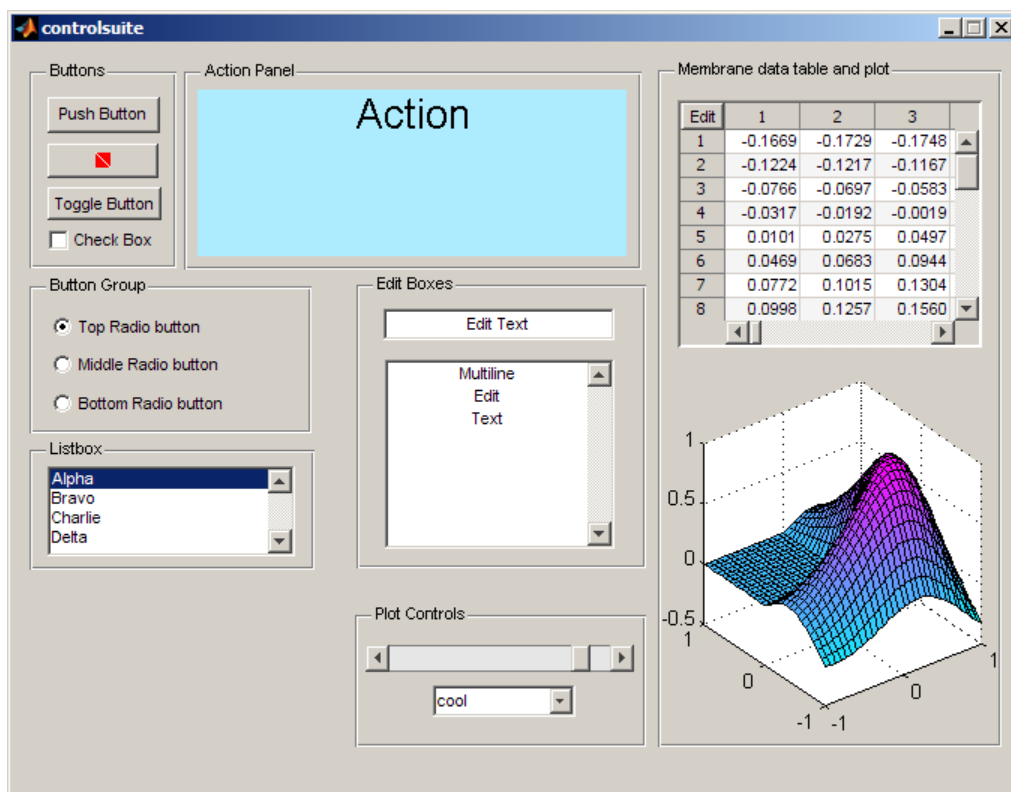 controlsuite
Buttons
Push Button
Toggle Button
Check Box
Action Panel
Action
Button Group
Top Radio button
Middle Radio button
Bottom Radio button
Listbox
Alpha
Bravo
Charlie
Delta
Edit Boxes
Edit Text
Multiline
Edit
Text
Plot Controls
cool
Membrane data table and plot
Edit 1 2 3
1 -0.1669 -0.1729 -0.1748
2 -0.1224 -0.1217 -0.1167
3 -0.0766 -0.0697 -0.0583
4 -0.0317 -0.0192 -0.0019
5 0.0101 0.0275 0.0497
6 0.0469 0.0683 0.0944
7 0.0772 0.1015 0.1304
8 0.0998 0.1257 0.1560
1
0.5
0
-0.5
1
0
-1
-1
0
1